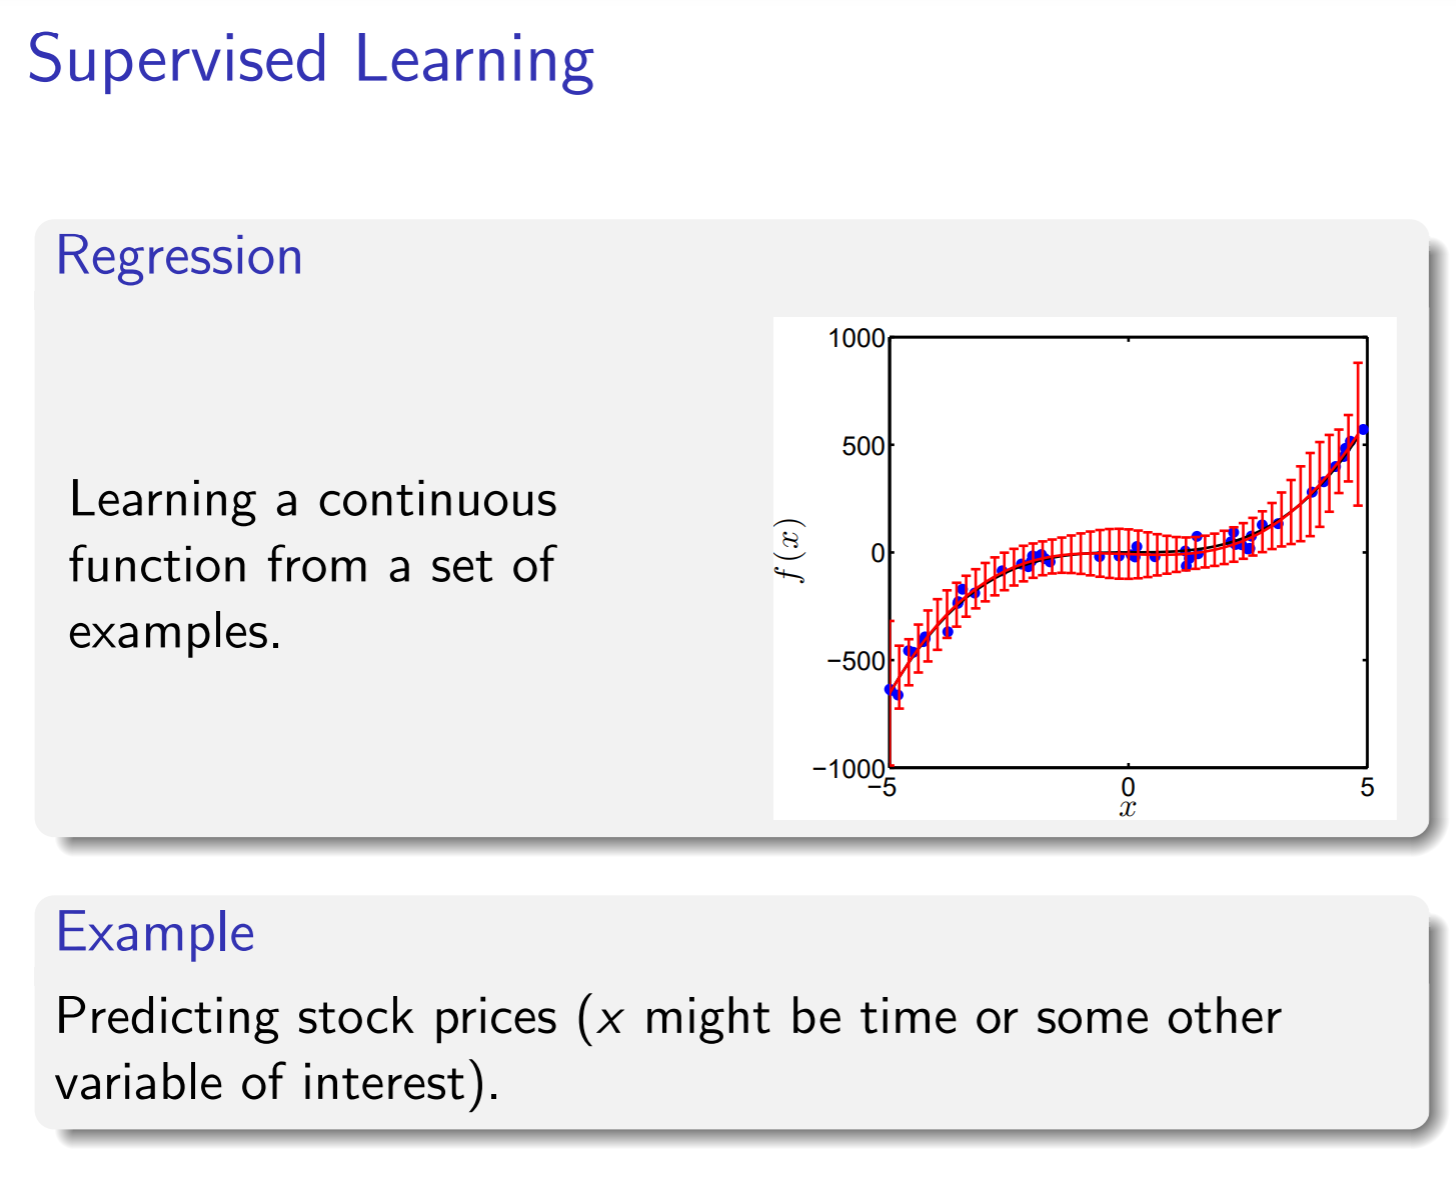 Supervised Learning
Regression
Learning a continuous
function from a set of
examples.
1000
500
0
−500
−1000
f(x)
−5
0
5
x
Example
Predicting stock prices (x might be time or some other
variable of interest).